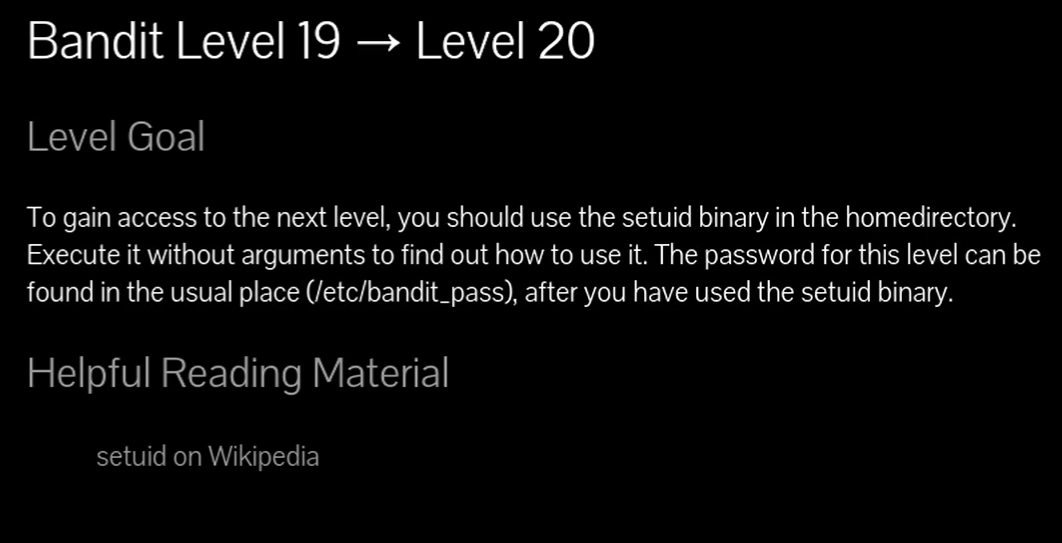 Bandit Level 19 → Level 20
Level Goal
To gain access to the next level, you should use the setuid binary in the homedirectory.
Execute it without arguments to find out how to use it. The password for this level can be
found in the usual place (/etc/bandit_pass), after you have used the setuid binary.
Helpful Reading Material
setuid on Wikipedia